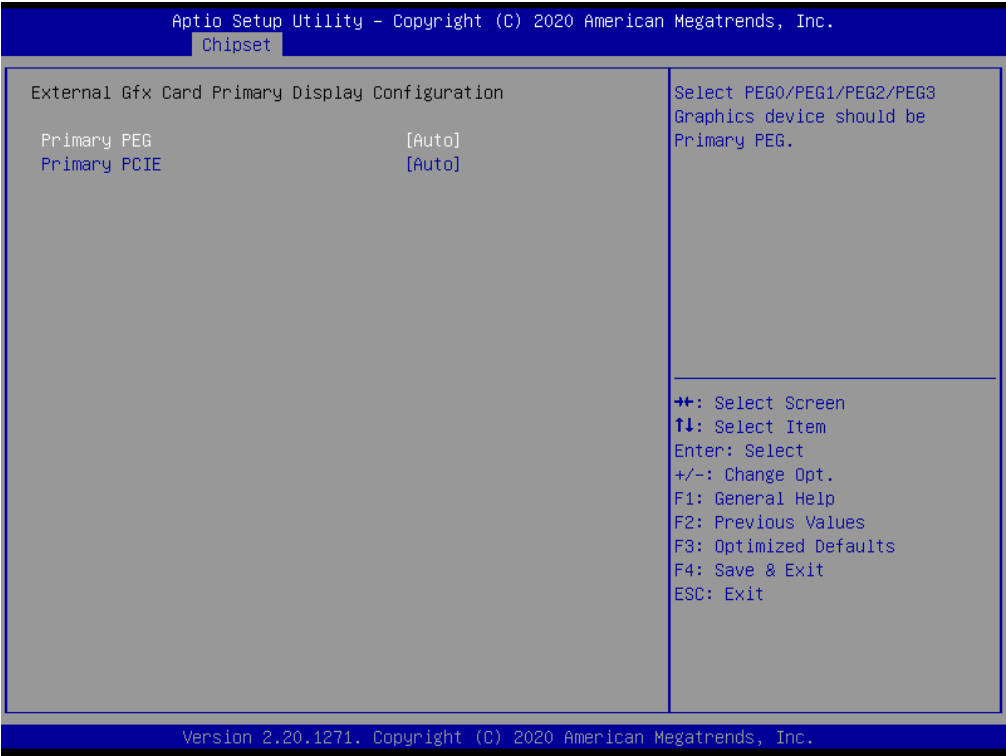 Aptio Setup Utility – Copyright (C) 2020 American Megatrends, Inc.
Chipset
External Gfx Card Primary Display Configuration
Primary PEG [Auto]
Primary PCIE [Auto]
Select PEG0/PEG1/PEG2/PEG3
Graphics device should be
Primary PEG.
→←: Select Screen
↑↓: Select Item
Enter: Select
+/-: Change Opt.
F1: General Help
F2: Previous Values
F3: Optimized Defaults
F4: Save & Exit
ESC: Exit
Version 2.20.1271. Copyright (C) 2020 American Megatrends, Inc.